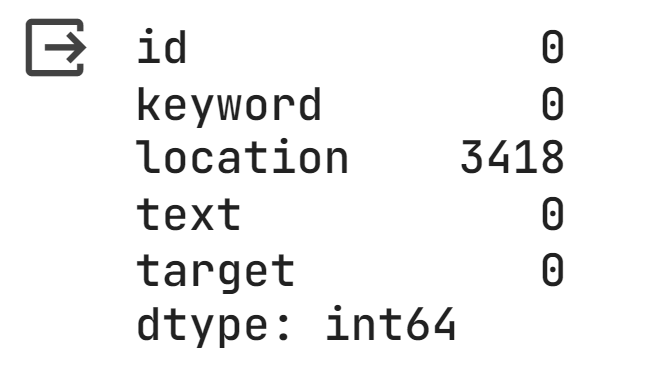 id 0
keyword 0
location 3418
text 0
target 0
dtype: int64